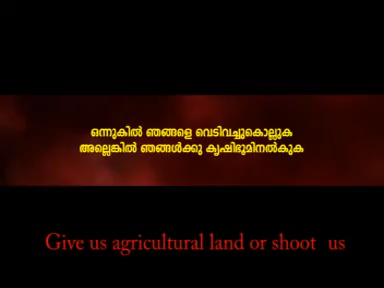 ഒന്നുകിൽ ഞങ്ങളെ വെടിവച്ചുകൊല്ലുക
അല്ലെങ്കിൽ ഞങ്ങൾക്കു കൃഷിഭൂമിനൽകുക
Give us agricultural land or shoot us